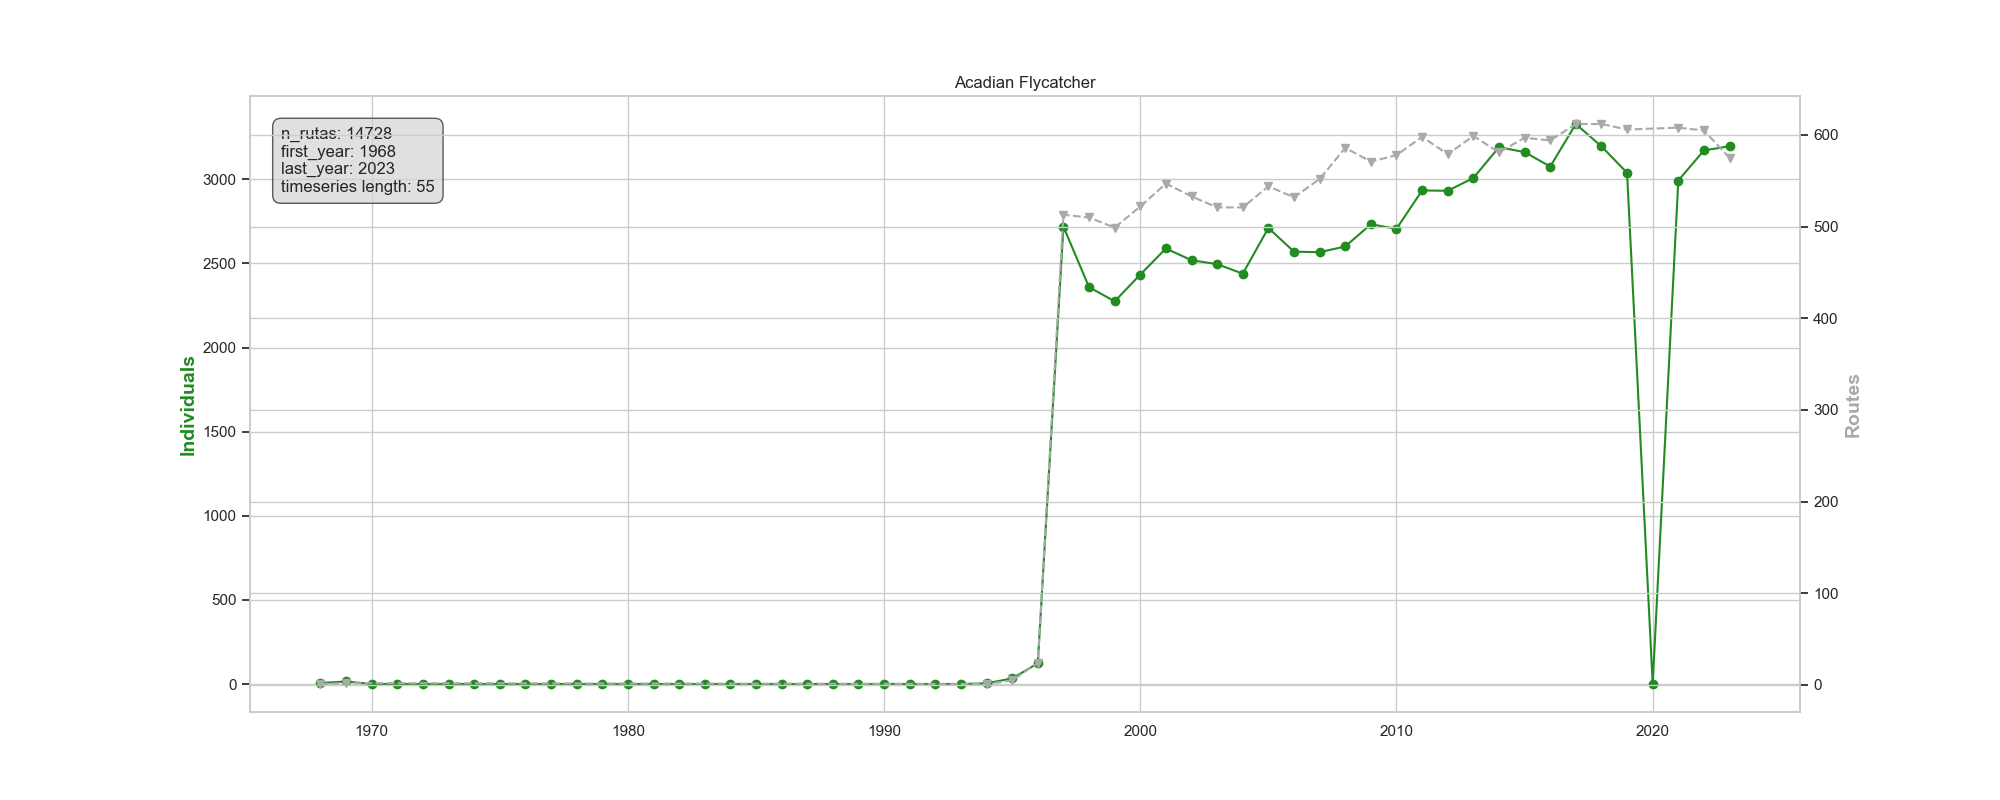 Acadian Flycatcher
n_rutas: 14728
first_year: 1968
last_year: 2023
timeseries length: 55
Individuals
3000
2500
2000
1500
1000
500
0
600
500
400
300
200
100
0
Routes
1970 1980 1990 2000 2010 2020